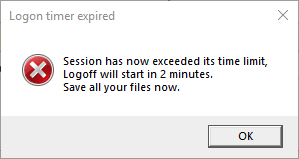 Logon timer expired
Session has now exceeded its time limit,
Logoff will start in 2 minutes.
Save all your files now.
OK